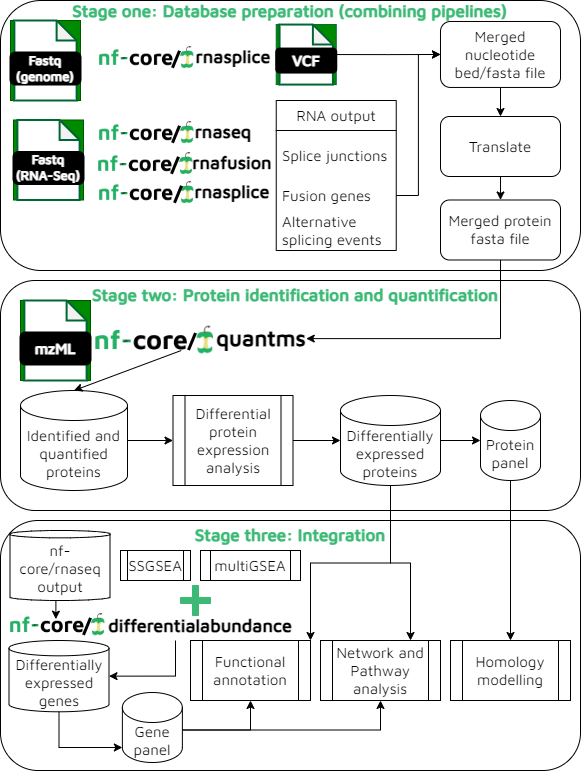 Stage one: Database preparation (combining pipelines)
Fastq
(genome)
nf-core/rnasplice
VCF
Merged
nucleotide
bed/fasta file
Fastq
(RNA-Seq)
nf-core/rnaseq
nf-core/rnafusion
nf-core/rnasplice
RNA output
Splice junctions
Fusion genes
Alternative
splicing events
Translate
Merged protein
fasta file
Stage two: Protein identification and quantification
mzML
nf-core/quantms
Identified and
quantified
proteins
Differential
protein
expression
analysis
Differentially
expressed
proteins
Protein
panel
Stage three: Integration
nf-
core/rnaseq
output
SSGSEA
multiGSEA
nf-core/differentialabundance
Differentially
expressed
genes
Gene
panel
Functional
annotation
Network and
Pathway
analysis
Homology
modelling